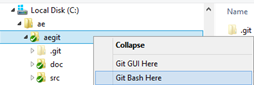 Local Disk (C:)
ae
aegit
.git
doc
src
Collapse
Git GUI Here
Git Bash Here
.git